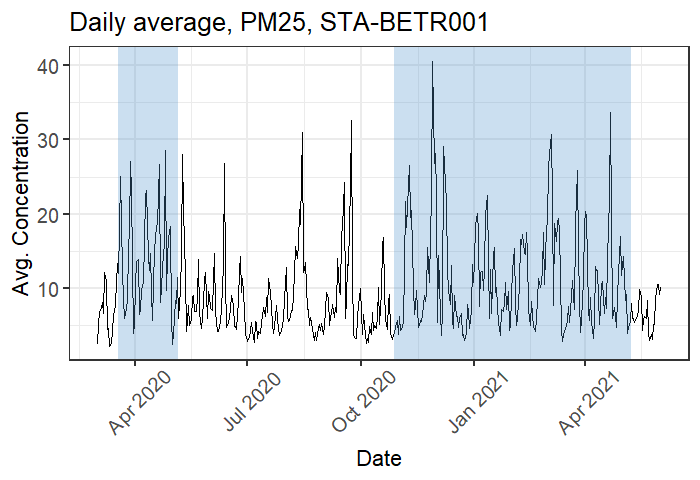 Daily average, PM25, STA-BETR001
Avg. Concentration
40
30
20
10
Apr 2020
Jul 2020
Oct 2020
Jan 2021
Apr 2021
Date